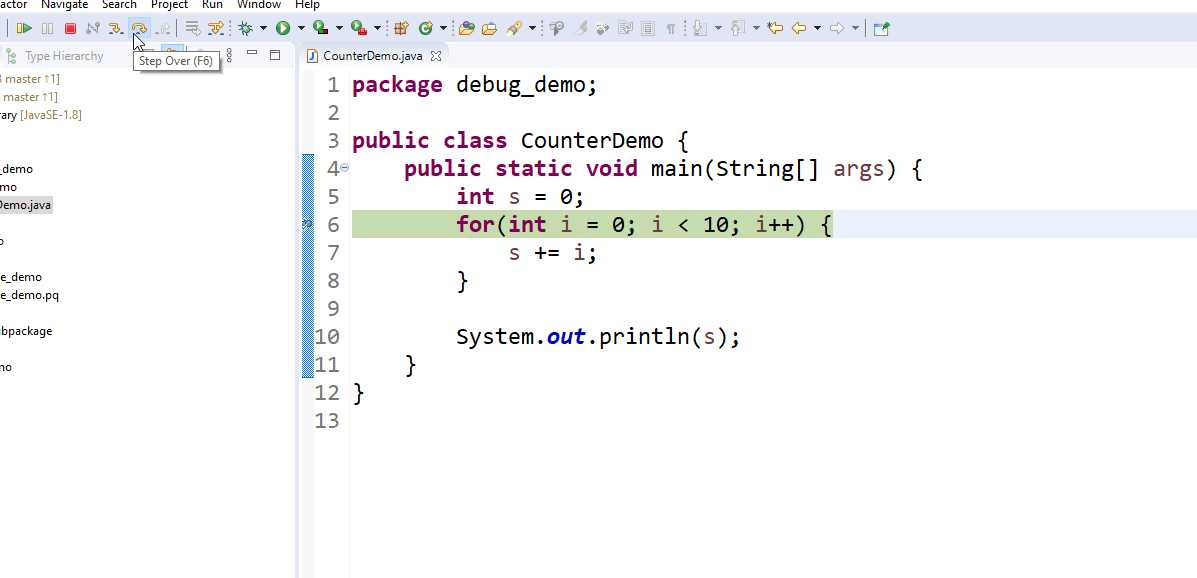 actor Navigate Search Project Run Window Help
Step Over (F6)
Type Hierarchy
CounterDemo.java
3 master ↑1]
master ↑1]
rary [JavaSE-1.8]
_demo
mo
Demo.java
o
e_demo
e_demo.pq
bpackage
no
1 package debug_demo;
2
3 public class CounterDemo {
4 public static void main(String[] args) {
5 int s = 0;
6 for(int i = 0; i < 10; i++) {
7 s += i;
8 }
9
10 System.out.println(s);
11 }
12 }
13